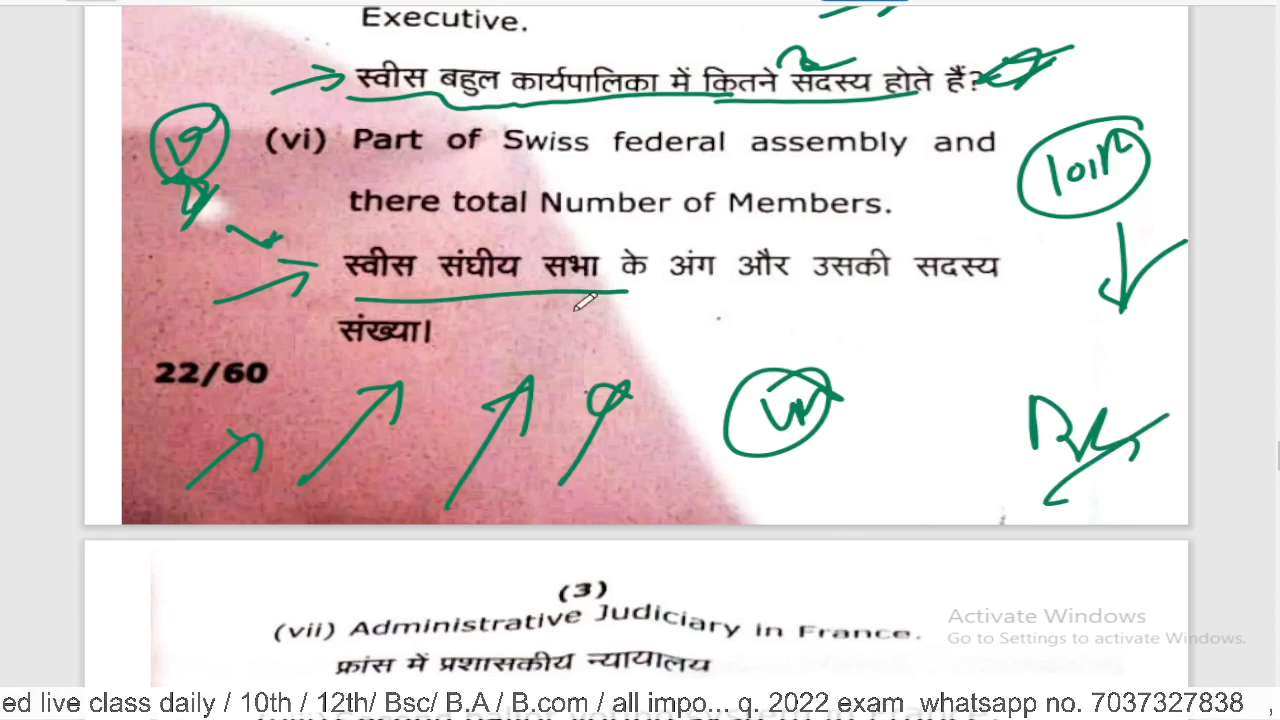 Executive.
स्वीस बहुल कार्यपालिका में कितने सदस्य होते हैं?
(vi) Part of Swiss federal assembly and
there total Number of Members.
स्वीस संघीय सभा के अंग और उसकी सदस्य
संख्या।
22/60
(3)
(vii) Administrative Judiciary in France.
फ्रांस में प्रशासकीय न्यायालय
Activate Windows
Go to Settings to activate Windows.
ed live class daily / 10th / 12th/ Bsc/ B.A / B.com / all impo... q. 2022 exam whatsapp no. 7037327838 ,